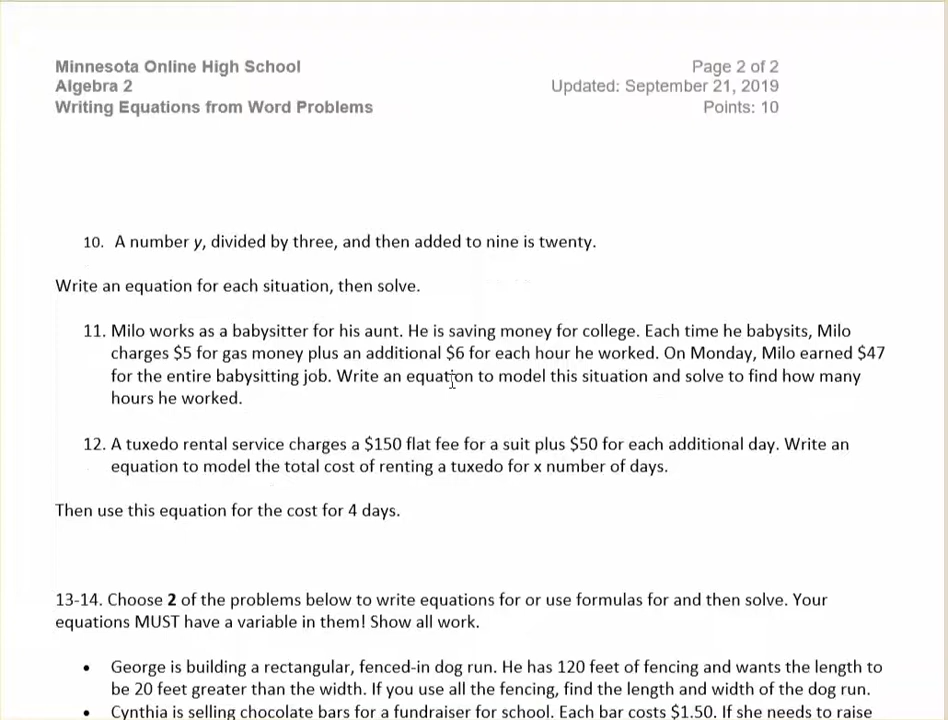 Minnesota Online High School
Page 2 of 2
Algebra 2
Updated: September 21, 2019
Writing Equations from Word Problems
Points: 10
10. A number y, divided by three, and then added to nine is twenty.
Write an equation for each situation, then solve.
11. Milo works as a babysitter for his aunt. He is saving money for college. Each time he babysits, Milo
charges $5 for gas money plus an additional $6 for each hour he worked. On Monday, Milo earned $47
for the entire babysitting job. Write an equation to model this situation and solve to find how many
hours he worked.
12. A tuxedo rental service charges a $150 flat fee for a suit plus $50 for each additional day. Write an
equation to model the total cost of renting a tuxedo for x number of days.
Then use this equation for the cost for 4 days.
13-14. Choose 2 of the problems below to write equations for or use formulas for and then solve. Your
equations MUST have a variable in them! Show all work.
• George is building a rectangular, fenced-in dog run. He has 120 feet of fencing and wants the length to
be 20 feet greater than the width. If you use all the fencing, find the length and width of the dog run.
• Cynthia is selling chocolate bars for a fundraiser for school. Each bar costs $1.50. If she needs to raise